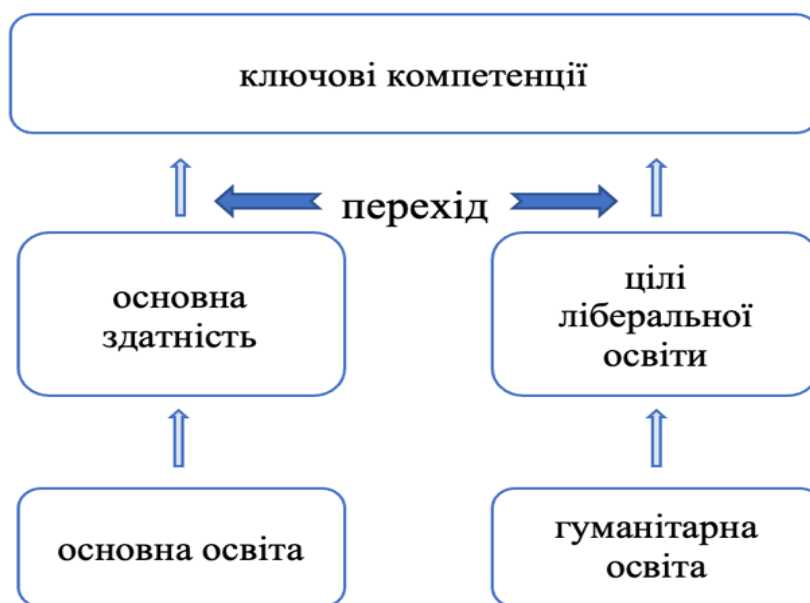 ключові компетенції
перехід
основна
здатність
цілі
ліберальної
освіти
основна освіта
гуманітарна
освіта